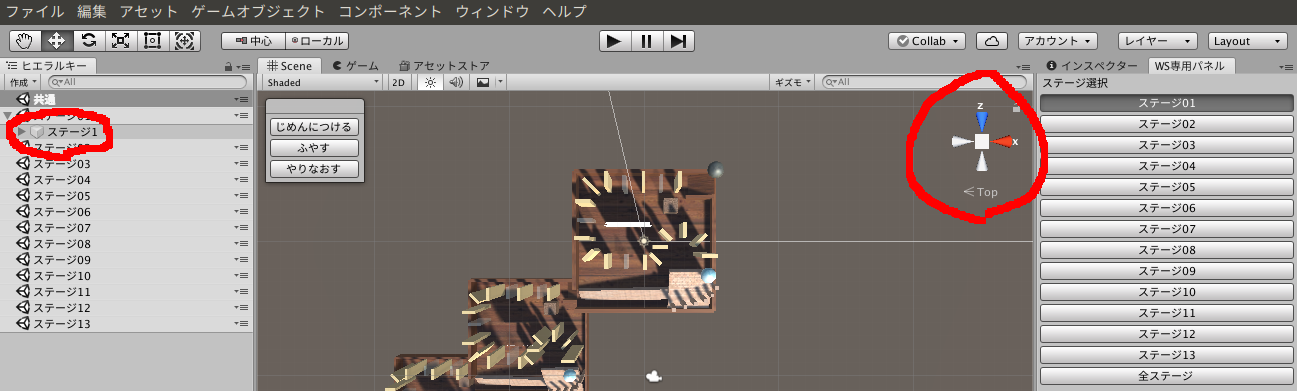 ファイル 編集 アセット ゲームオブジェクト コンポーネント ウィンドウ ヘルプ
中心 ローカル Collab アカウント レイヤー Layout
ヒエラルキー Scene ゲーム アセットストア インスペクター WS専用パネル
作成 All Shaded 2D ギズモ All ステージ選択
共通
ステージ1
ステージ03
ステージ04
ステージ05
ステージ06
ステージ07
ステージ08
ステージ09
ステージ10
ステージ11
ステージ12
ステージ13
じめんにつける
ふやす
やりなおす
z
x
Top
ステージ01
ステージ02
ステージ03
ステージ04
ステージ05
ステージ06
ステージ07
ステージ08
ステージ09
ステージ10
ステージ11
ステージ12
ステージ13
全ステージ